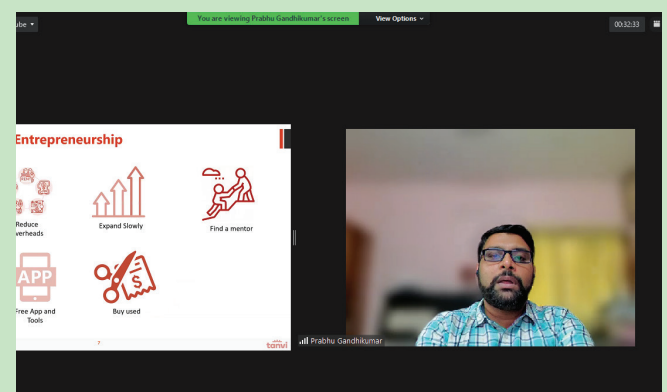 ube
You are viewing Prabhu Gandhikumar's screen
View Options
00:32:33
Entrepreneurship
Reduce
verheads
Expand Slowly
Find a mentor
APP
$
Free App and
Tools
Buy used
7
tanvi
Prabhu Gandhikumar